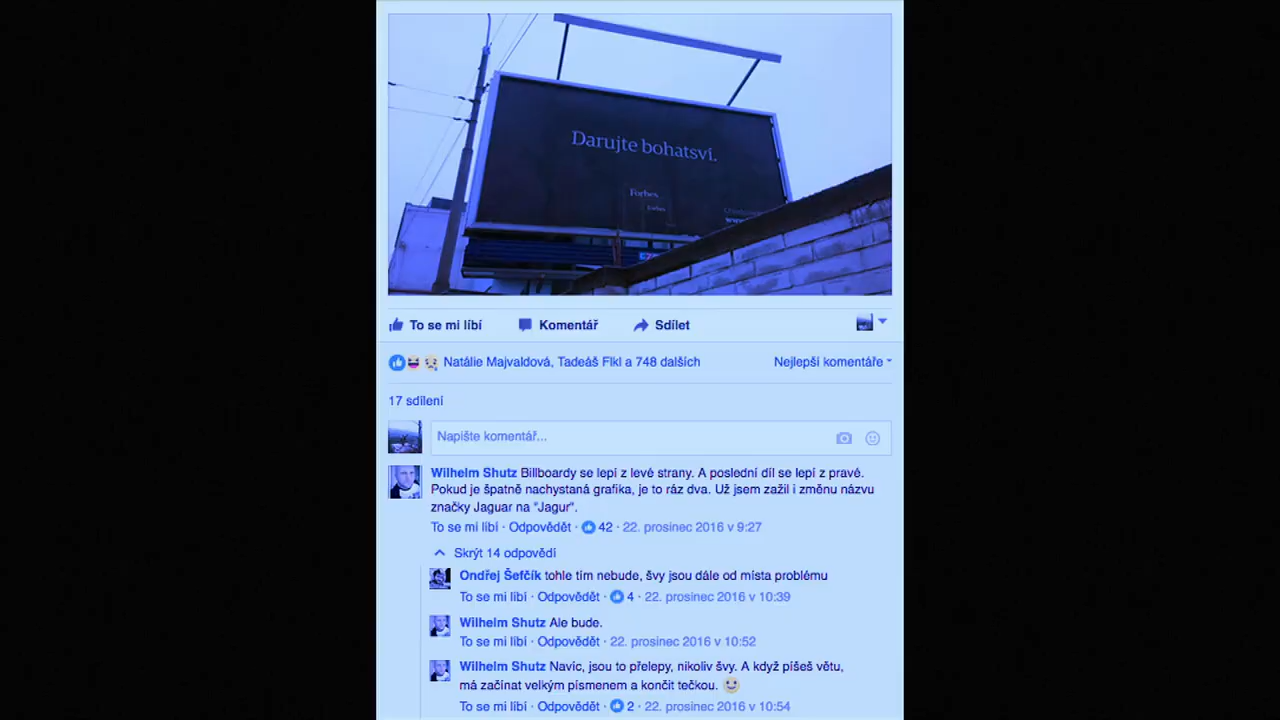 Darujte bohatsví.
Forbes
Forbes
To se mi líbí Komentář Sdílet
Natálie Majvaldová, Tadeáš Flkl a 748 dalších Nejlepší komentáře
17 sdílení
Napište komentář...
Wilhelm Shutz Billboardy se lepí z levé strany. A poslední díl se lepí z pravé.
Pokud je špatně nachystaná grafika, je to ráz dva. Už jsem zažil i změnu názvu
značky Jaguar na "Jagur".
To se mi líbí · Odpovědět · 42 · 22. prosinec 2016 v 9:27
Skrýt 14 odpovědí
Ondřej Šefčík tohle tím nebude, švy jsou dále od místa problému
To se mi líbí · Odpovědět · 4 · 22. prosinec 2016 v 10:39
Wilhelm Shutz Ale bude.
To se mi líbí · Odpovědět · 22. prosinec 2016 v 10:52
Wilhelm Shutz Navíc, jsou to přelepy, nikoliv švy. A když píšeš větu,
má začínat velkým písmenem a končit tečkou.
To se mi líbí · Odpovědět · 2 · 22. prosinec 2016 v 10:54